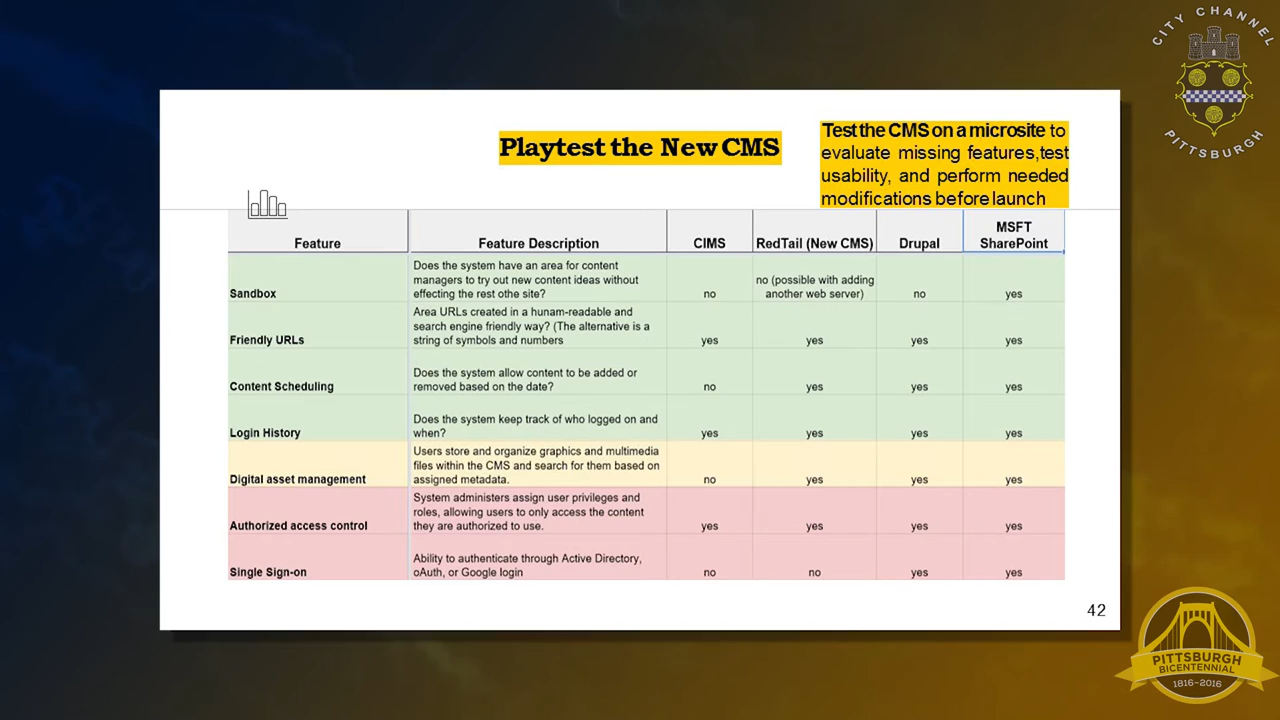 CITY CHANNEL
PITTSBURGH
Playtest the New CMS
Test the CMS on a microsite to
evaluate missing features,test
usability, and perform needed
modifications before launch
Feature
Feature Description
CIMS
RedTail (New CMS)
Drupal
MSFT
SharePoint
Sandbox
Does the system have an area for content
managers to try out new content ideas without
effecting the rest othe site?
no
no (possible with adding
another web server)
no
yes
Friendly URLs
Area URLs created in a hunam-readable and
search engine friendly way? (The alternative is a
string of symbols and numbers
yes
yes
yes
yes
Content Scheduling
Does the system allow content to be added or
removed based on the date?
no
yes
yes
yes
Login History
Does the system keep track of who logged on and
when?
yes
yes
yes
yes
Digital asset management
Users store and organize graphics and multimedia
files within the CMS and search for them based on
assigned metadata.
no
yes
yes
yes
Authorized access control
System administers assign user privileges and
roles, allowing users to only access the content
they are authorized to use.
yes
yes
yes
yes
Single Sign-on
Ability to authenticate through Active Directory,
oAuth, or Google login
no
no
yes
yes
42
PITTSBURGH
BICENTENNIAL
1816-2016